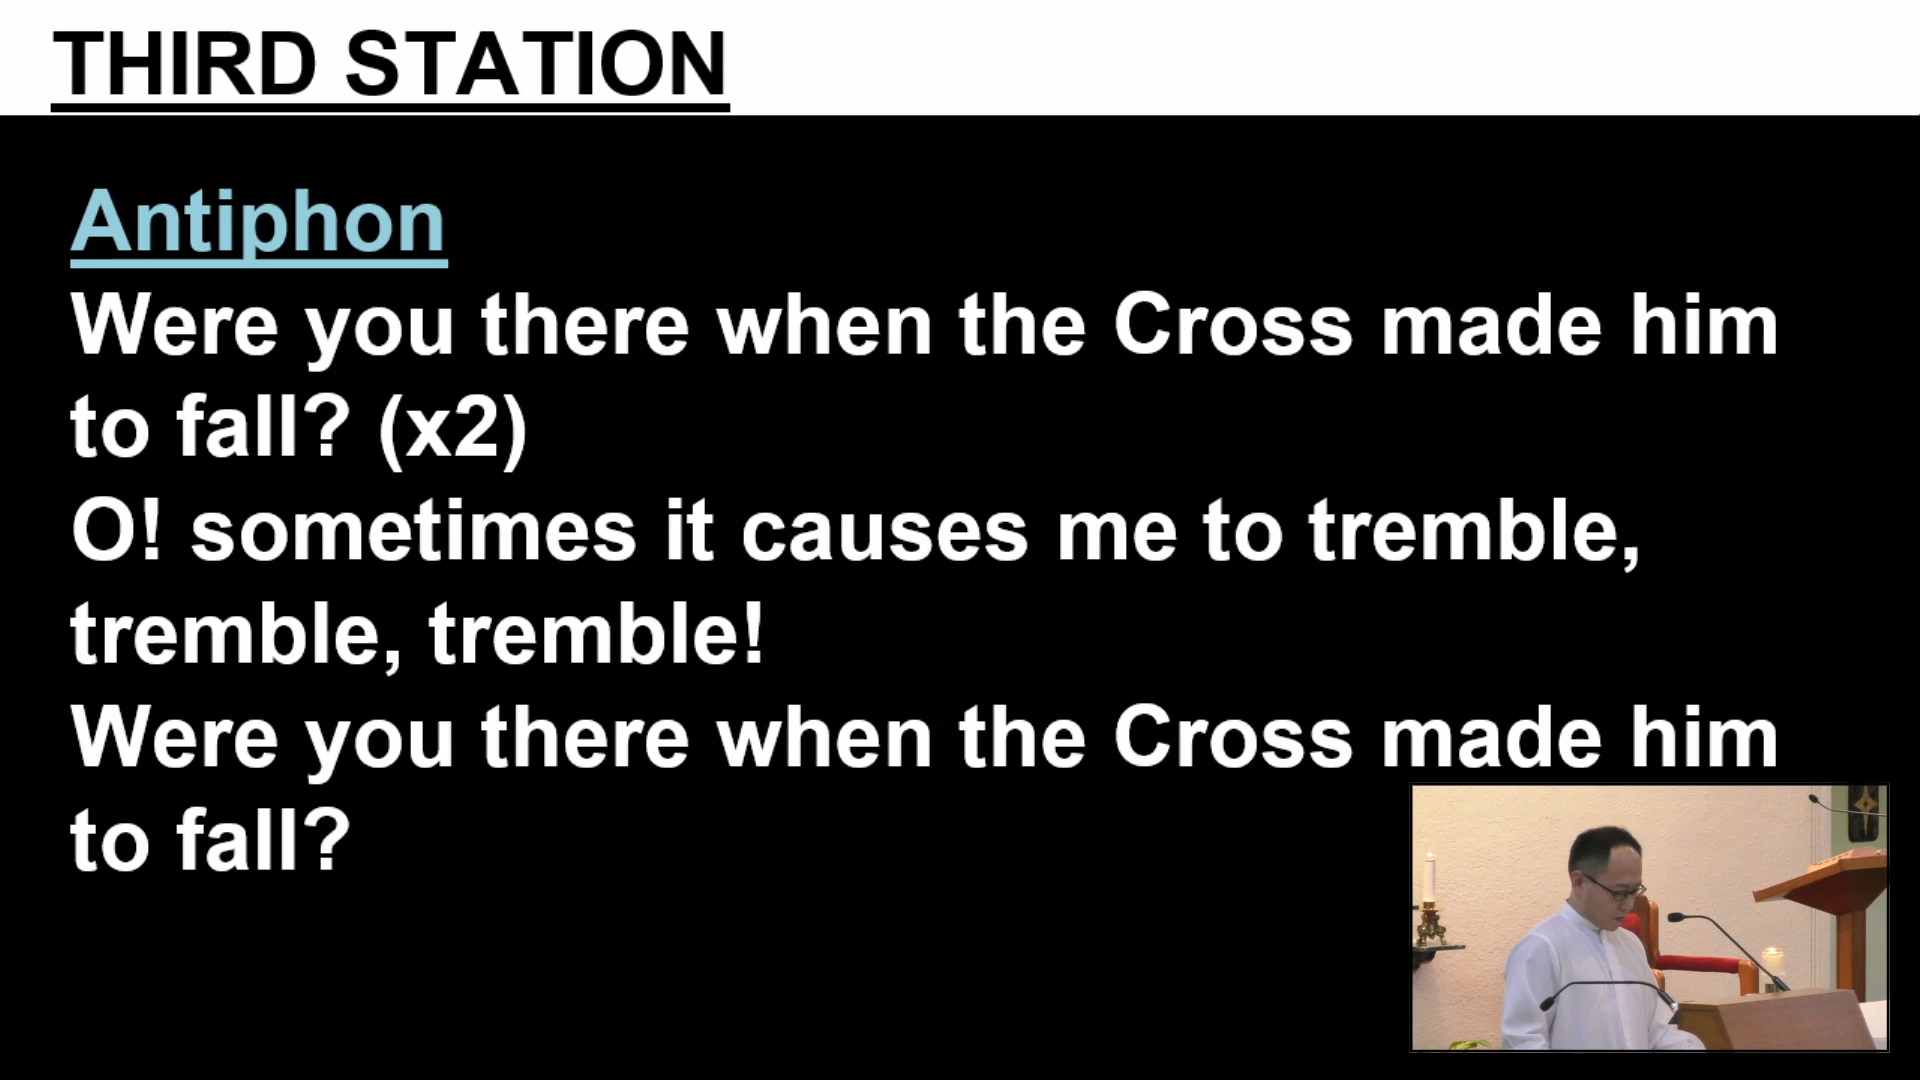 THIRD STATION
Antiphon
Were you there when the Cross made him
to fall? (x2)
O! sometimes it causes me to tremble,
tremble, tremble!
Were you there when the Cross made him
to fall?